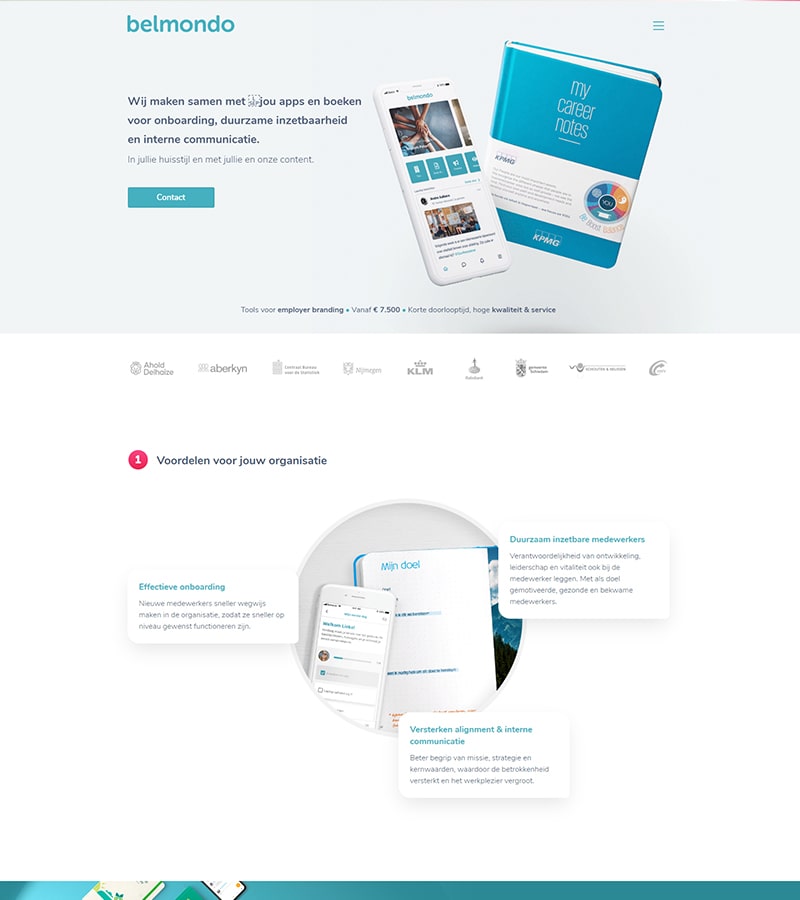 belmondo
Wij maken samen met jou apps en boeken
voor onboarding, duurzame inzetbaarheid
en interne communicatie.
In jullie huisstijl en met jullie en onze content.
Contact
belmondo
my
career
notes
KPMG
YOU
KPMG
Tools voor employer branding • Vanaf € 7.500 • Korte doorlooptijd, hoge kwaliteit & service
Ahold
Delhaize
aberkyn
Centraal Bureau
voor de Statistiek
Nijmegen
KLM
gemeente
Schiedam
1 Voordelen voor jouw organisatie
Duurzaam inzetbare medewerkers
Verantwoordelijkheid van ontwikkeling,
leiderschap en vitaliteit ook bij de
medewerker leggen. Met als doel
gemotiveerde, gezonde en bekwame
medewerkers.
Mijn doel
Effectieve onboarding
Nieuwe medewerkers sneller wegwijs
maken in de organisatie, zodat ze sneller op
niveau gewenst functioneren zijn.
Welkom Linka!
Versterken alignment & interne
communicatie
Beter begrip van missie, strategie en
kernwaarden, waardoor de betrokkenheid
versterkt en het werkplezier vergroot.